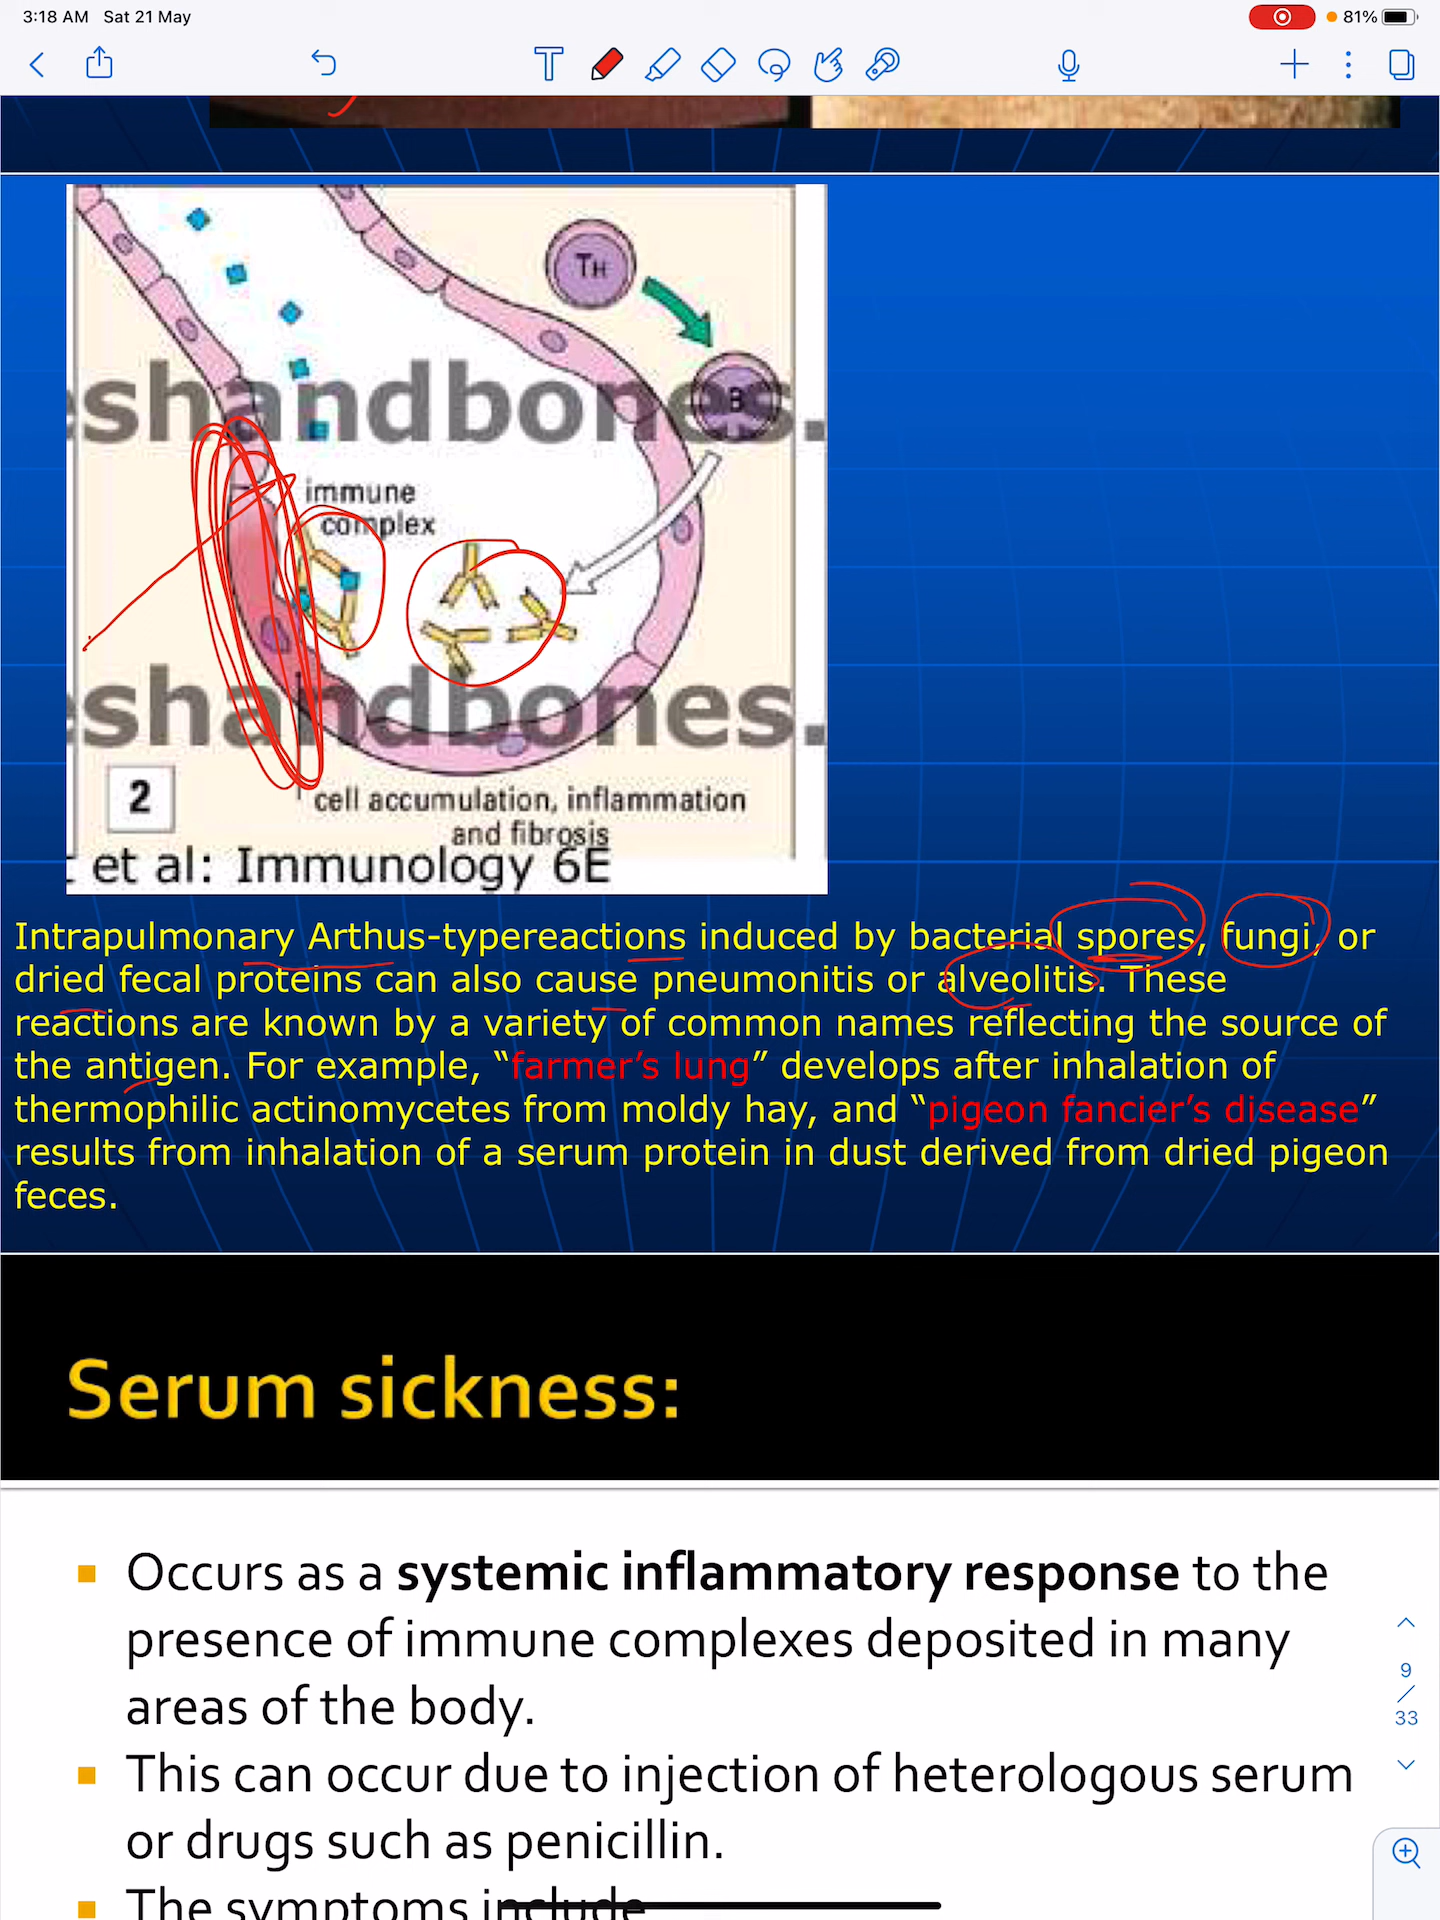 3:18 AM Sat 21 May
81%
TH
B
eshandbones.
immune
complex
eshandbones.
2
cell accumulation, inflammation
and fibrosis
et al: Immunology 6E
Intrapulmonary Arthus-typereactions induced by bacterial spores, fungi, or
dried fecal proteins can also cause pneumonitis or alveolitis. These
reactions are known by a variety of common names reflecting the source of
the antigen. For example, “farmer’s lung” develops after inhalation of
thermophilic actinomycetes from moldy hay, and “pigeon fancier’s disease”
results from inhalation of a serum protein in dust derived from dried pigeon
feces.
Serum sickness:
Occurs as a systemic inflammatory response to the
presence of immune complexes deposited in many
areas of the body.
This can occur due to injection of heterologous serum
or drugs such as penicillin.
The symptoms include
9
/
33